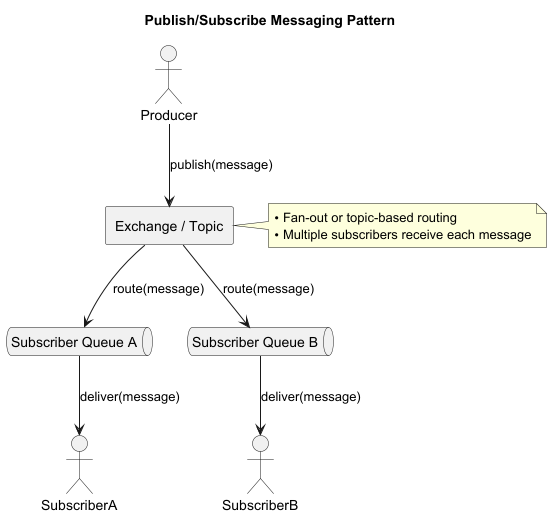 Publish/Subscribe Messaging Pattern
Producer
publish(message)
Exchange / Topic
• Fan-out or topic-based routing
• Multiple subscribers receive each message
route(message)
route(message)
Subscriber Queue A
Subscriber Queue B
deliver(message)
deliver(message)
SubscriberA
SubscriberB